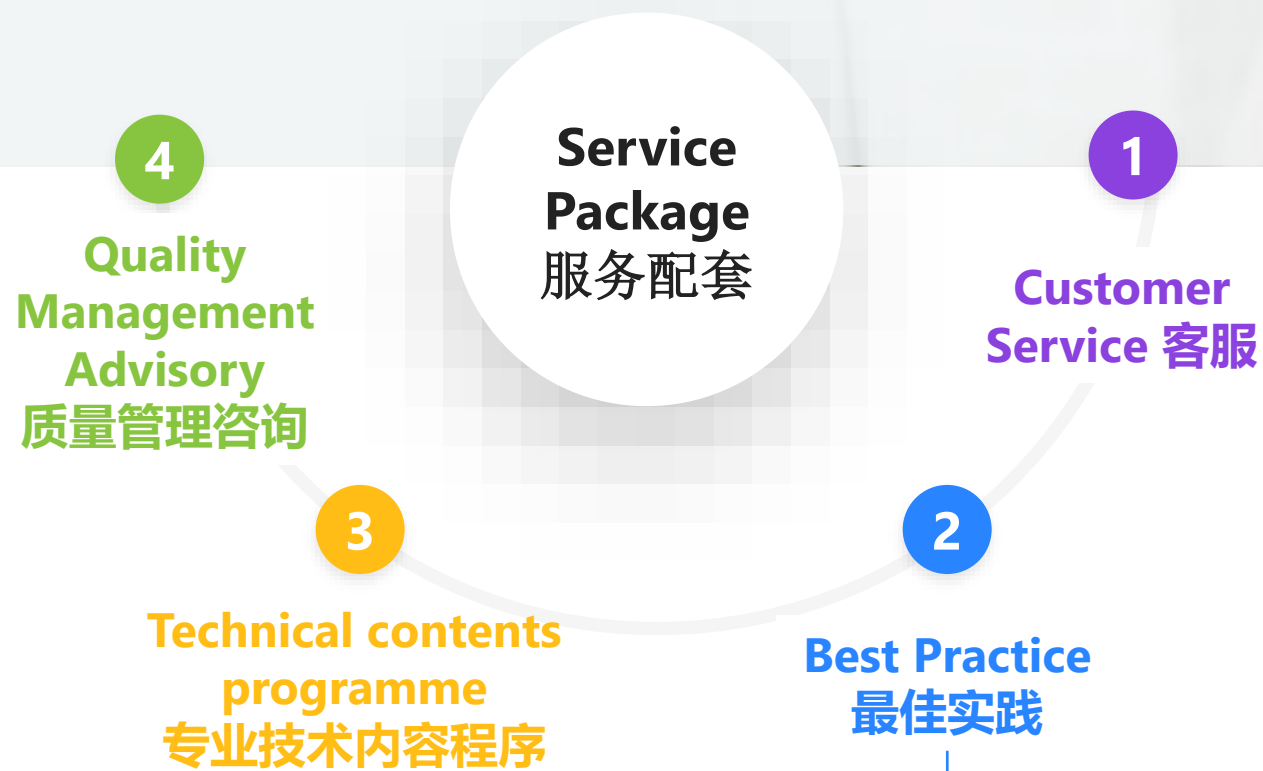 Service
Package
服务配套
1
Customer
Service 客服
2
Best Practice
最佳实践
3
Technical contents
programme
专业技术内容程序
4
Quality
Management
Advisory
质量管理咨询